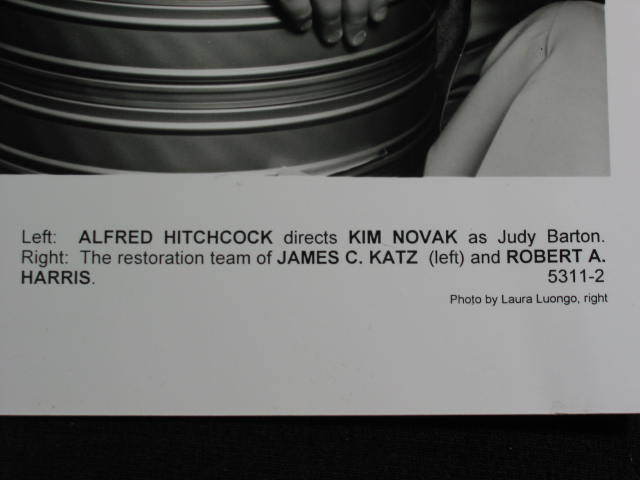 Left: ALFRED HITCHCOCK directs KIM NOVAK as Judy Barton.
Right: The restoration team of JAMES C. KATZ (left) and ROBERT A.
HARRIS. 5311-2
Photo by Laura Luongo, right